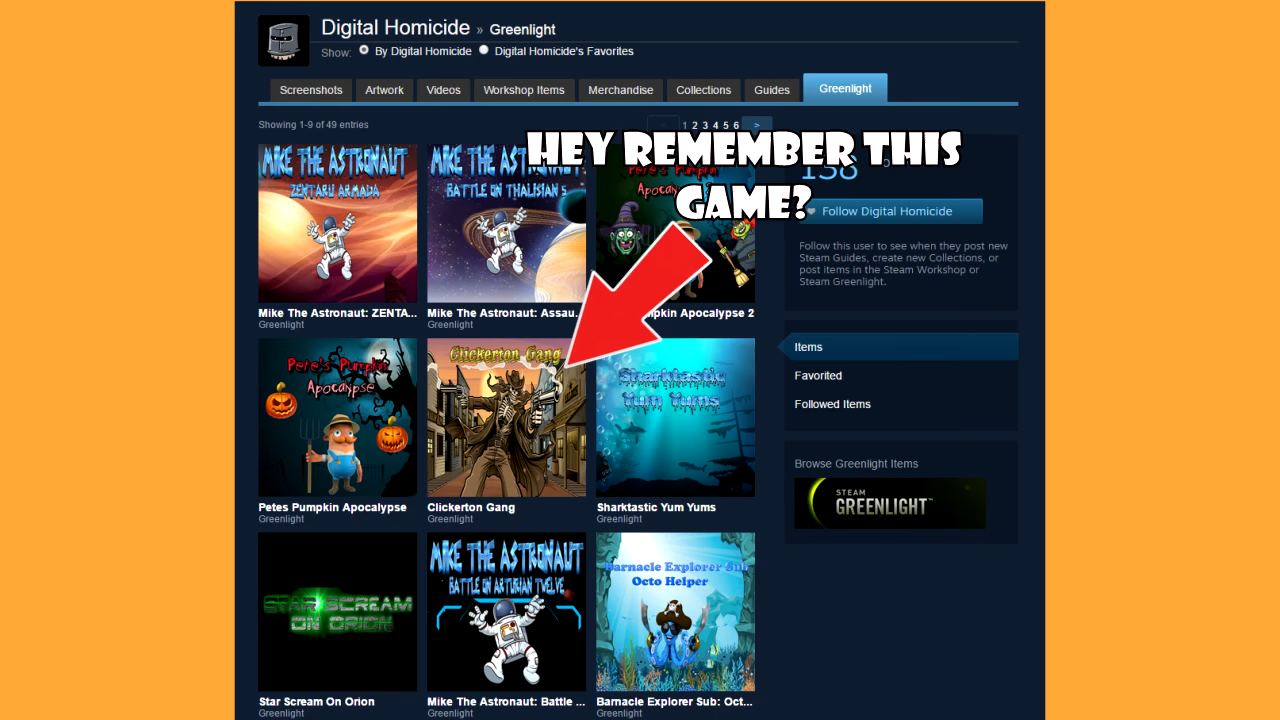 Digital Homicide » Greenlight
Show: By Digital Homicide Digital Homicide's Favorites
Screenshots Artwork Videos Workshop Items Merchandise Collections Guides Greenlight
Showing 1-9 of 49 entries
< 1 2 3 4 5 6 >
HEY REMEMBER THIS
GAME?
158
Follow Digital Homicide
Follow this user to see when they post new
Steam Guides, create new Collections, or
post items in the Steam Workshop or
Steam Greenlight.
MIKE THE ASTRONAUT
ZENTARU ARMADA
MIKE THE ASTRONAUT
BATTLE ON THALISIAN 5
Pete's Pumpkin
Mike The Astronaut: ZENTA...
Greenlight
Mike The Astronaut: Assau...
Greenlight
Apocalypse 2
Items
Favorited
Followed Items
Pete's Pumpkin
Apocalypse
Clickerton Gang
Sharktastic
Yum Yums
Petes Pumpkin Apocalypse
Greenlight
Clickerton Gang
Greenlight
Sharktastic Yum Yums
Greenlight
Browse Greenlight Items
STEAM
GREENLIGHT™
STAR SCREAM
ON ORION
MIKE THE ASTRONAUT
BATTLE ON ARTURIAN TWELVE
Barnacle Explorer Sub
Octo Helper
Star Scream On Orion
Greenlight
Mike The Astronaut: Battle ...
Greenlight
Barnacle Explorer Sub: Oct...
Greenlight